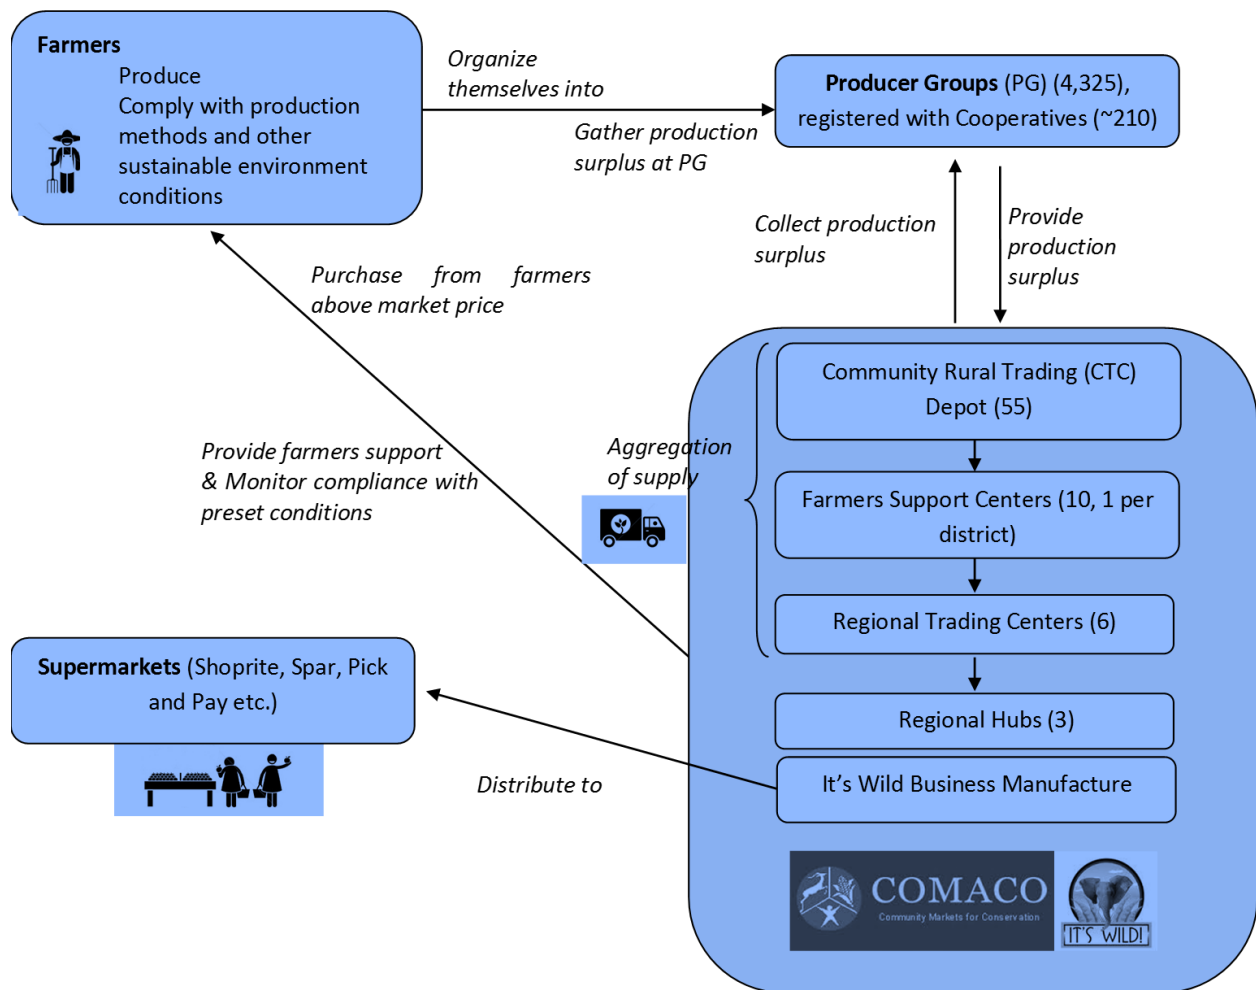 Farmers
Produce
Comply with production
methods and other
sustainable environment
conditions
Organize
themselves into
Gather production
surplus at PG
Producer Groups (PG) (4,325),
registered with Cooperatives (~210)
Collect production
surplus
Provide
production
surplus
Purchase from farmers
above market price
Provide farmers support
& Monitor compliance with
preset conditions
Aggregation
of supply
Community Rural Trading (CTC)
Depot (55)
Farmers Support Centers (10, 1 per
district)
Regional Trading Centers (6)
Regional Hubs (3)
It’s Wild Business Manufacture
Supermarkets (Shoprite, Spar, Pick
and Pay etc.)
Distribute to
COMACO
Community Markets for Conservation
IT'S WILD!